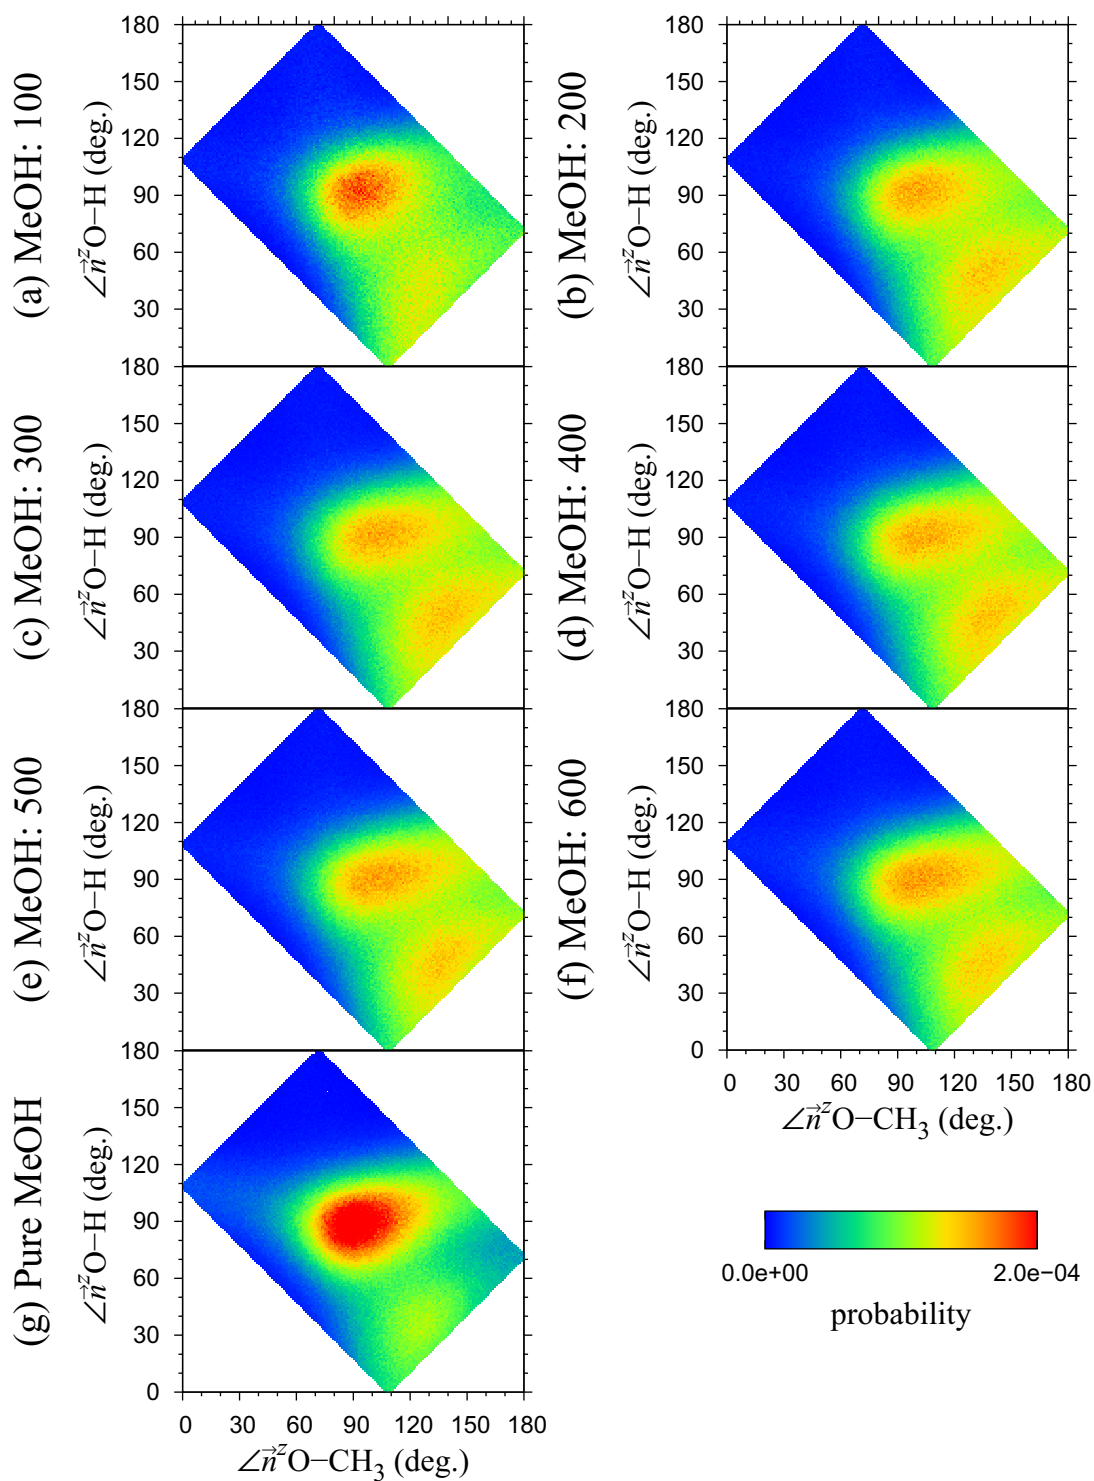 (a) MeOH: 100
∠n⃗ᶻO−H (deg.)
180
150
120
90
60
30
(b) MeOH: 200
∠n⃗ᶻO−H (deg.)
180
150
120
90
60
30
(c) MeOH: 300
∠n⃗ᶻO−H (deg.)
180
150
120
90
60
30
(d) MeOH: 400
∠n⃗ᶻO−H (deg.)
180
150
120
90
60
30
(e) MeOH: 500
∠n⃗ᶻO−H (deg.)
180
150
120
90
60
30
(f) MeOH: 600
∠n⃗ᶻO−H (deg.)
180
150
120
90
60
30
0
0 30 60 90 120 150 180
∠n⃗ᶻO−CH₃ (deg.)
(g) Pure MeOH
∠n⃗ᶻO−H (deg.)
180
150
120
90
60
30
0
0 30 60 90 120 150 180
∠n⃗ᶻO−CH₃ (deg.)
0.0e+00 2.0e−04
probability